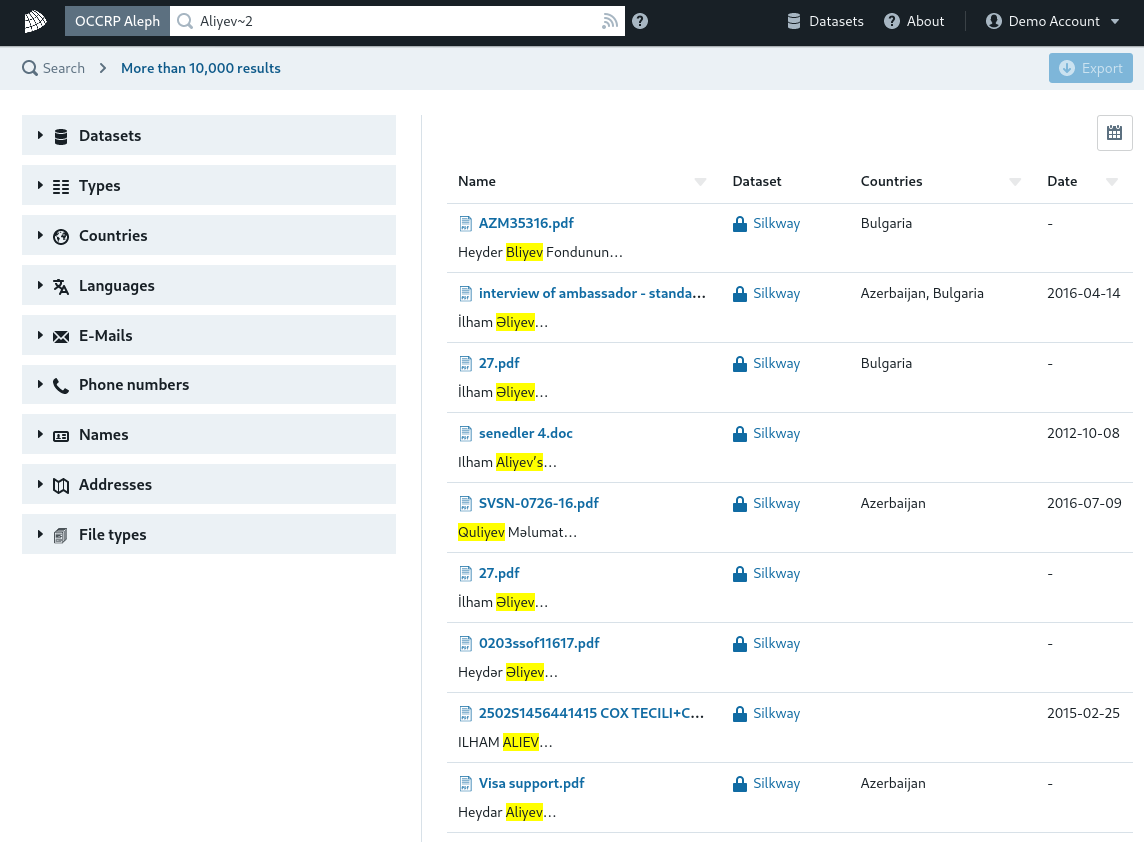 OCCRP Aleph Aliyev~2 Datasets About Demo Account
Search More than 10,000 results Export
Datasets
Types
Countries
Languages
E-Mails
Phone numbers
Names
Addresses
File types
Name Dataset Countries Date
AZM35316.pdf Silkway Bulgaria -
Heyder Bliyev Fondunun…
interview of ambassador - standa… Silkway Azerbaijan, Bulgaria 2016-04-14
İlham Əliyev…
27.pdf Silkway Bulgaria -
İlham Əliyev…
senedler 4.doc Silkway 2012-10-08
Ilham Aliyev’s…
SVSN-0726-16.pdf Silkway Azerbaijan 2016-07-09
Quliyev Məlumat…
27.pdf Silkway -
İlham Əliyev…
0203ssof11617.pdf Silkway -
Heydər Əliyev…
2502S1456441415 COX TECILI+C… Silkway 2015-02-25
ILHAM ALIEV…
Visa support.pdf Silkway Azerbaijan -
Heydar Aliyev…